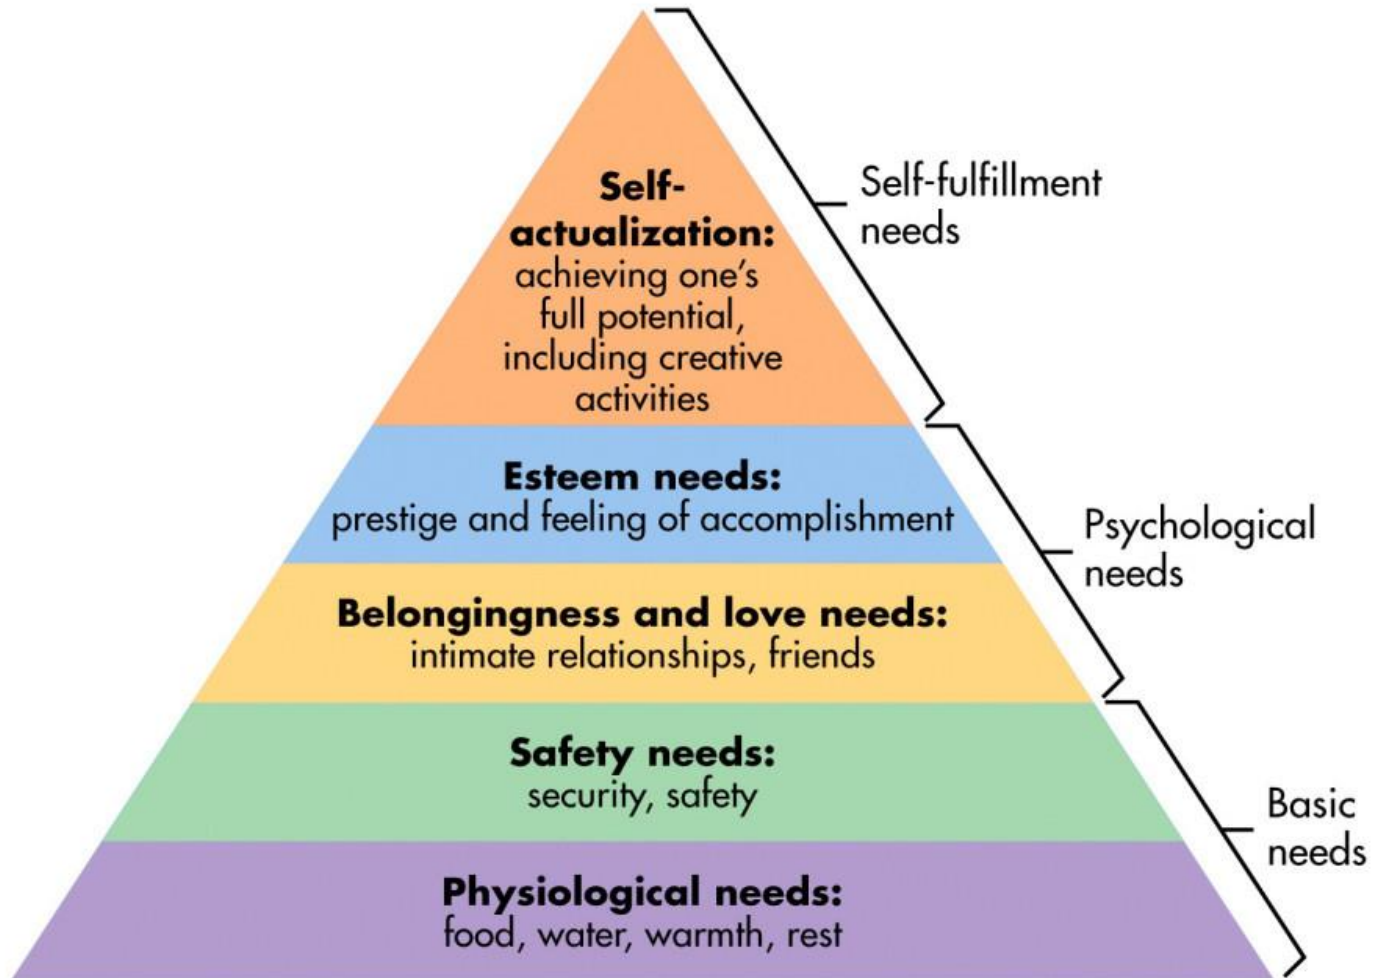 Self-
actualization:
achieving one's
full potential,
including creative
activities
Self-fulfillment
needs
Esteem needs:
prestige and feeling of accomplishment
Psychological
needs
Belongingness and love needs:
intimate relationships, friends
Safety needs:
security, safety
Basic
needs
Physiological needs:
food, water, warmth, rest